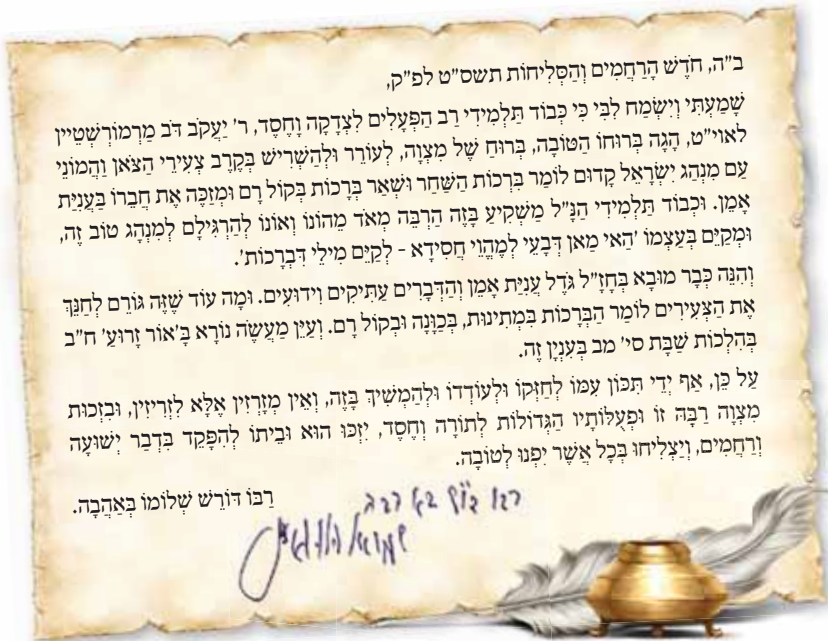 ב"ה, חֹדֶשׁ הָרַחֲמִים וְהַסְּלִיחוֹת תשס"ט לפ"ק,
שָׁמַעְתִּי וְיִשְׂמַח לִבִּי כִּי כְּבוֹד תַּלְמִידִי רַב הַפְּעָלִים לִצְדָקָה וָחֶסֶד, ר' יַעֲקֹב דֹּב מַרְמוֹרְשְׁטֵיין
לאוי"ט, הָגָה בְּרוּחוֹ הַטּוֹבָה, בְּרוּחַ שֶׁל מִצְוָה, לְעוֹרֵר וּלְהַשְׁרִישׁ בְּקֶרֶב צְעִירֵי הַצֹּאן וַהֲמוֹנֵי
עַם מִנְהַג יִשְׂרָאֵל קָדוּם לוֹמַר בִּרְכוֹת הַשַּׁחַר וּשְׁאַר בְּרָכוֹת בְּקוֹל רָם וּמְזַכֶּה אֶת חֲבֵרוֹ בַּעֲנִיַּת
אָמֵן. וּכְבוֹד תַּלְמִידִי הַנַּ"ל מַשְׁקִיעַ בָּזֶה הַרְבֵּה מְאֹד מֵהוֹנוֹ וְאוֹנוֹ לְהַרְגִּילָם לְמִנְהָג טוֹב זֶה,
וּמְקַיֵּם בְּעַצְמוֹ 'הַאי מַאן דְּבָעֵי לְמֶהֱוֵי חֲסִידָא - לְקַיֵּם מִילֵי דִּבְרָכוֹת'.
וְהִנֵּה כְּבָר מוּבָא בְּחָזַ"ל גֹּדֶל עֲנִיַּת אָמֵן וְהַדְּבָרִים עַתִּיקִים וִידוּעִים. וּמָה עוֹד שֶׁזֶּה גּוֹרֵם לְחַנֵּךְ
אֶת הַצְּעִירִים לוֹמַר הַבְּרָכוֹת בִּמְתִינוּת, בְּכַוָּנָה וּבְקוֹל רָם. וְעַיֵּן מַעֲשֶׂה נוֹרָא בְּ'אוֹר זָרוּעַ' ח"ב
בְּהִלְכוֹת שַׁבָּת סי' מב בְּעִנְיָן זֶה.
עַל כֵּן, אַף יְדֵי תִּכּוֹן עִמּוֹ לְחַזְּקוֹ וּלְעוֹדְדוֹ וּלְהַמְשִׁיךְ בָּזֶה, וְאֵין מְזָרְזִין אֶלָּא לִזְרִיזִין, וּבִזְכוּת
מִצְוָה רַבָּה זוֹ וּפְעֻלּוֹתָיו הַגְּדוֹלוֹת לְתוֹרָה וְחֶסֶד, יִזְכּוּ הוּא וּבֵיתוֹ לְהִפָּקֵד בִּדְבַר יְשׁוּעָה
וְרַחֲמִים, וְיַצְלִיחוּ בְּכָל אֲשֶׁר יִפְנוּ לְטוֹבָה.
רַבּוֹ דּוֹרֵשׁ שְׁלוֹמוֹ בְּאַהֲבָה.
שמואל